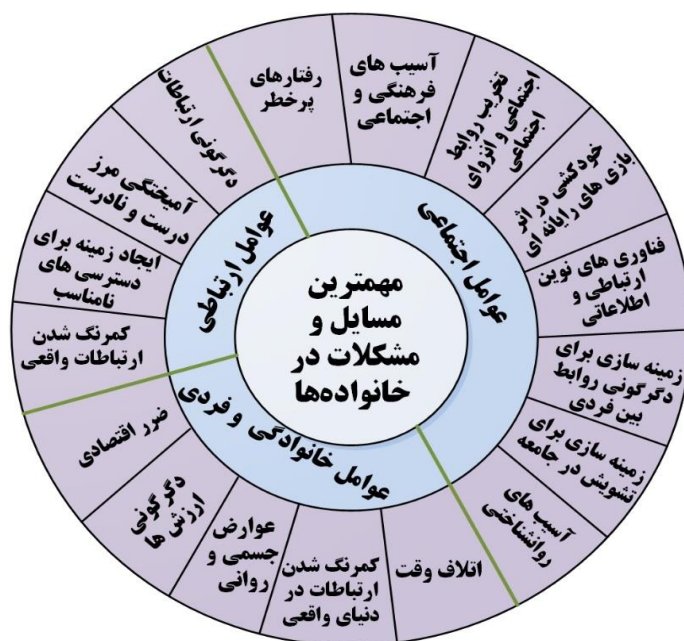 مهمترین
مسایل و
مشکلات در
خانواده‌ها
عوامل اجتماعی
رفتارهای
پرخطر
آسیب های
فرهنگی و
اجتماعی
تخریب روابط
اجتماعی و انزوای
اجتماعی
خودکشی در اثر
بازی های رایانه ای
فناوری های نوین
ارتباطی و
اطلاعاتی
زمینه سازی برای
دگرگونی روابط
بین فردی
زمینه سازی برای
تشویش در جامعه
آسیب های
روانشناختی
عوامل خانوادگی و فردی
اتلاف وقت
کمرنگ شدن
ارتباطات در
دنیای واقعی
عوارض
جسمی و
روانی
دگرگونی
ارزش های
ضرر اقتصادی
عوامل ارتباطی
کمرنگ شدن
ارتباطات واقعی
ایجاد زمینه برای
دسترسی های
نامناسب
آمیختگی مرز
درست و نادرست
دگرگونی ارتباطات